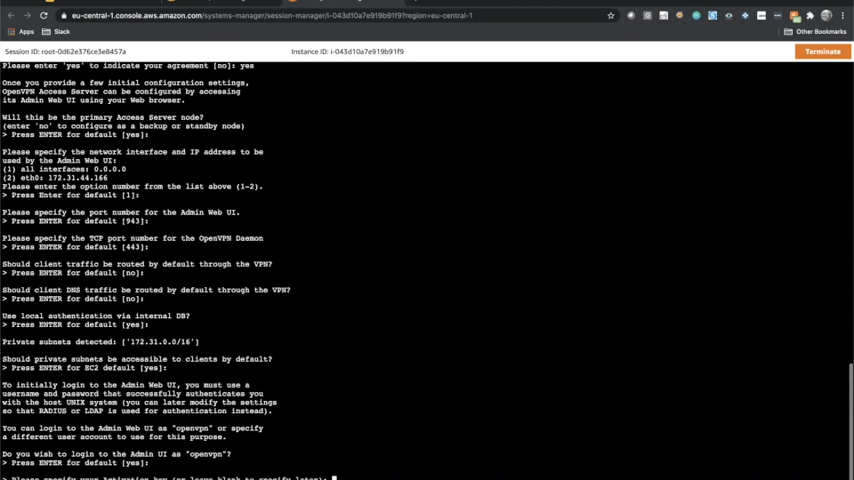 eu-central-1.console.aws.amazon.com/systems-manager/session-manager/i-043d10a7e919b91f9?region=eu-central-1
Apps Slack Other Bookmarks
Session ID: root-0d62e376ce3e8457a Instance ID: i-043d10a7e919b91f9 Terminate
Please enter 'yes' to indicate your agreement [no]: yes
Once you provide a few initial configuration settings,
OpenVPN Access Server can be configured by accessing
its Admin Web UI using your Web browser.
Will this be the primary Access Server node?
(enter 'no' to configure as a backup or standby node)
> Press ENTER for default [yes]:
Please specify the network interface and IP address to be
used by the Admin Web UI:
(1) all interfaces: 0.0.0.0
(2) eth0: 172.31.44.166
Please enter the option number from the list above (1-2).
> Press Enter for default [1]:
Please specify the port number for the Admin Web UI.
> Press ENTER for default [943]:
Please specify the TCP port number for the OpenVPN Daemon
> Press ENTER for default [443]:
Should client traffic be routed by default through the VPN?
> Press ENTER for default [no]:
Should client DNS traffic be routed by default through the VPN?
> Press ENTER for default [no]:
Use local authentication via internal DB?
> Press ENTER for default [yes]:
Private subnets detected: ['172.31.0.0/16']
Should private subnets be accessible to clients by default?
> Press ENTER for EC2 default [yes]:
To initially login to the Admin Web UI, you must use a
username and password that successfully authenticates you
with the host UNIX system (you can later modify the settings
so that RADIUS or LDAP is used for authentication instead).
You can login to the Admin Web UI as "openvpn" or specify
a different user account to use for this purpose.
Do you wish to login to the Admin UI as "openvpn"?
> Press ENTER for default [yes]:
> Please specify your Activation key (or leave blank to specify later):